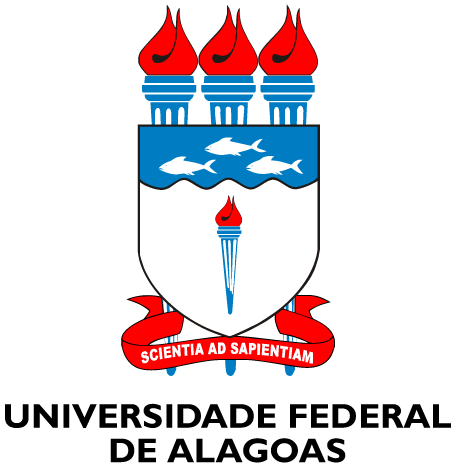 SCIENTIA AD SAPIENTIAM
UNIVERSIDADE FEDERAL
DE ALAGOAS